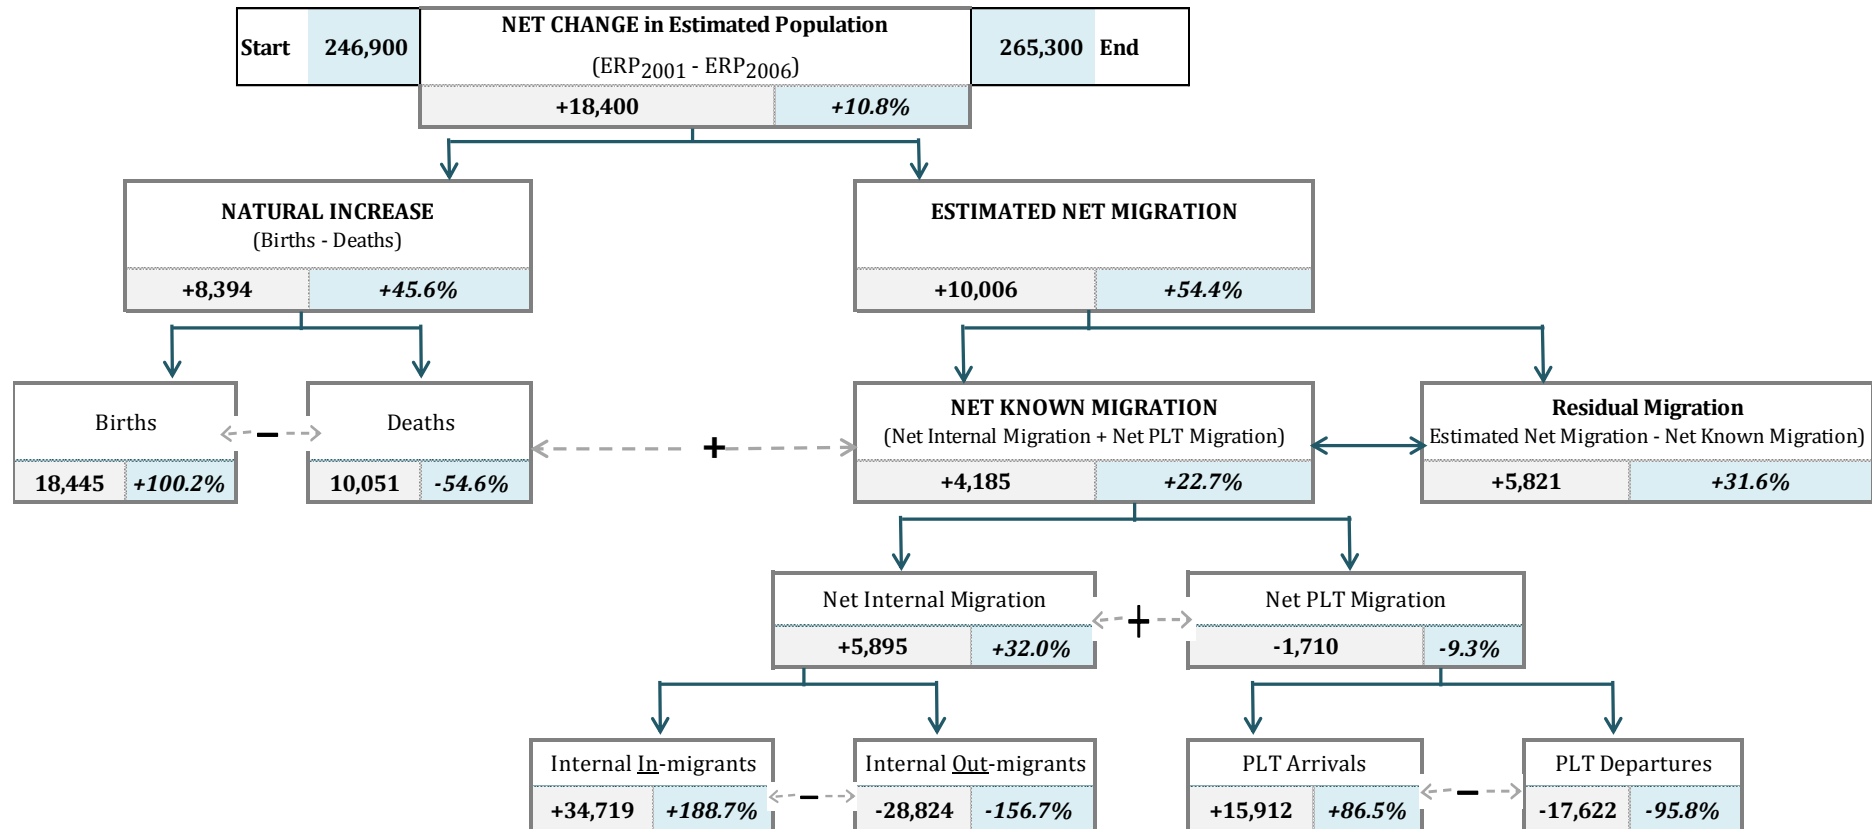 NET CHANGE in Estimated Population
Start 246,900 265,300 End
(ERP2001 - ERP2006)
+18,400 +10.8%
NATURAL INCREASE ESTIMATED NET MIGRATION
(Births - Deaths)
+8,394 +45.6% +10,006 +54.4%
Births − Deaths NET KNOWN MIGRATION Residual Migration
+ (Net Internal Migration + Net PLT Migration) Estimated Net Migration - Net Known Migration)
18,445 +100.2% 10,051 -54.6% +4,185 +22.7% +5,821 +31.6%
Net Internal Migration + Net PLT Migration
+5,895 +32.0% -1,710 -9.3%
Internal In-migrants Internal Out-migrants PLT Arrivals PLT Departures
+34,719 +188.7% − -28,824 -156.7% +15,912 +86.5% − -17,622 -95.8%